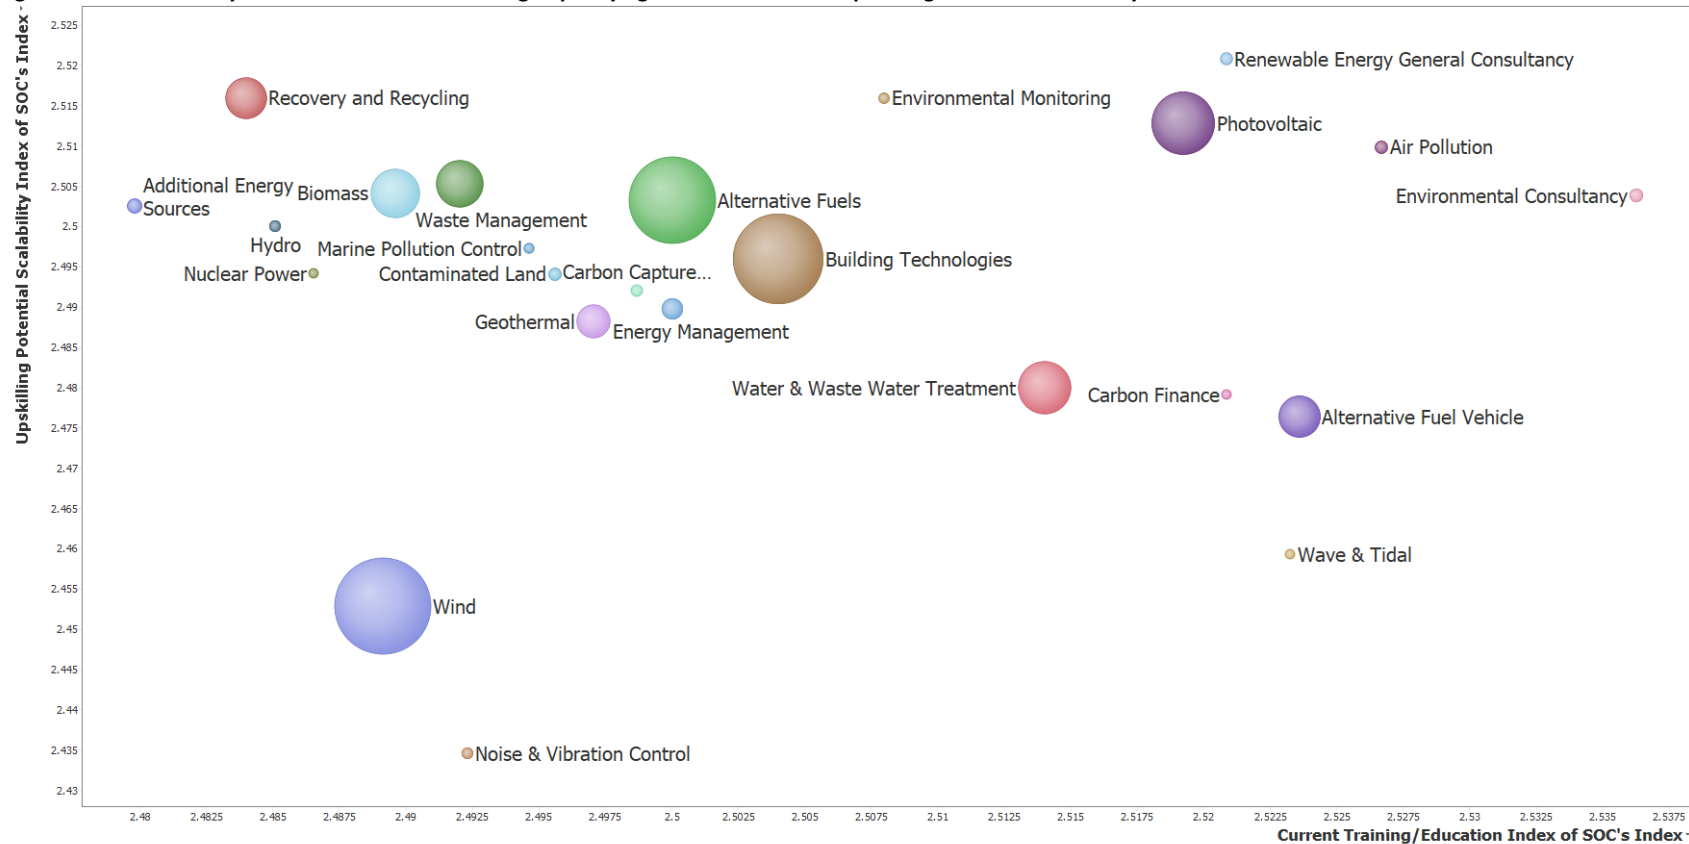 Upskilling Potential Scalability Index of SOC's Index
2.525
2.52
2.515
2.51
2.505
2.5
2.495
2.49
2.485
2.48
2.475
2.47
2.465
2.46
2.455
2.45
2.445
2.44
2.435
2.43
Renewable Energy General Consultancy
Recovery and Recycling
Environmental Monitoring
Photovoltaic
Air Pollution
Additional Energy
Sources
Biomass
Waste Management
Alternative Fuels
Environmental Consultancy
Hydro
Marine Pollution Control
Building Technologies
Nuclear Power
Contaminated Land
Carbon Capture...
Geothermal
Energy Management
Water & Waste Water Treatment
Carbon Finance
Alternative Fuel Vehicle
Wave & Tidal
Wind
Noise & Vibration Control
2.48
2.4825
2.485
2.4875
2.49
2.4925
2.495
2.4975
2.5
2.5025
2.505
2.5075
2.51
2.5125
2.515
2.5175
2.52
2.5225
2.525
2.5275
2.53
2.5325
2.535
2.5375
Current Training/Education Index of SOC's Index